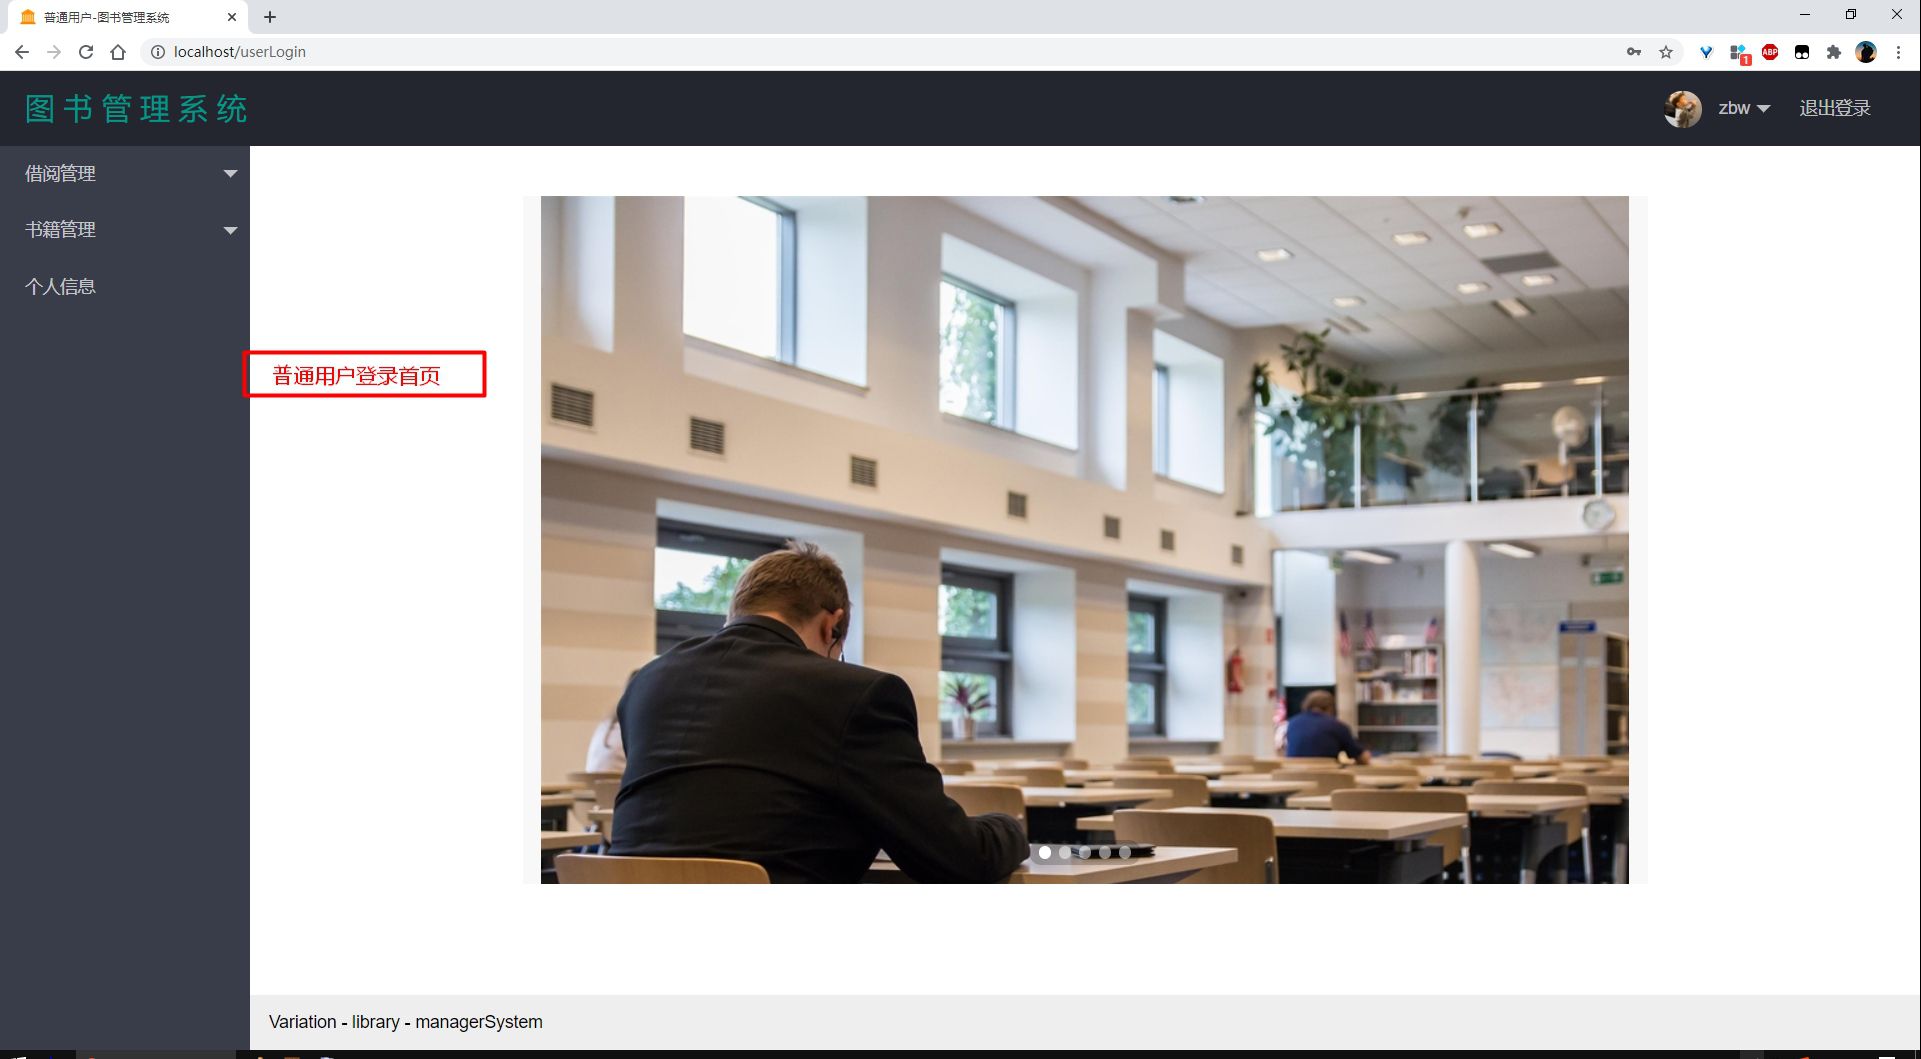 普通用户-图书管理系统
localhost/userLogin
1
ABP
图书管理系统
zbw
退出登录
借阅管理
书籍管理
个人信息
普通用户登录首页
Variation - library - managerSystem